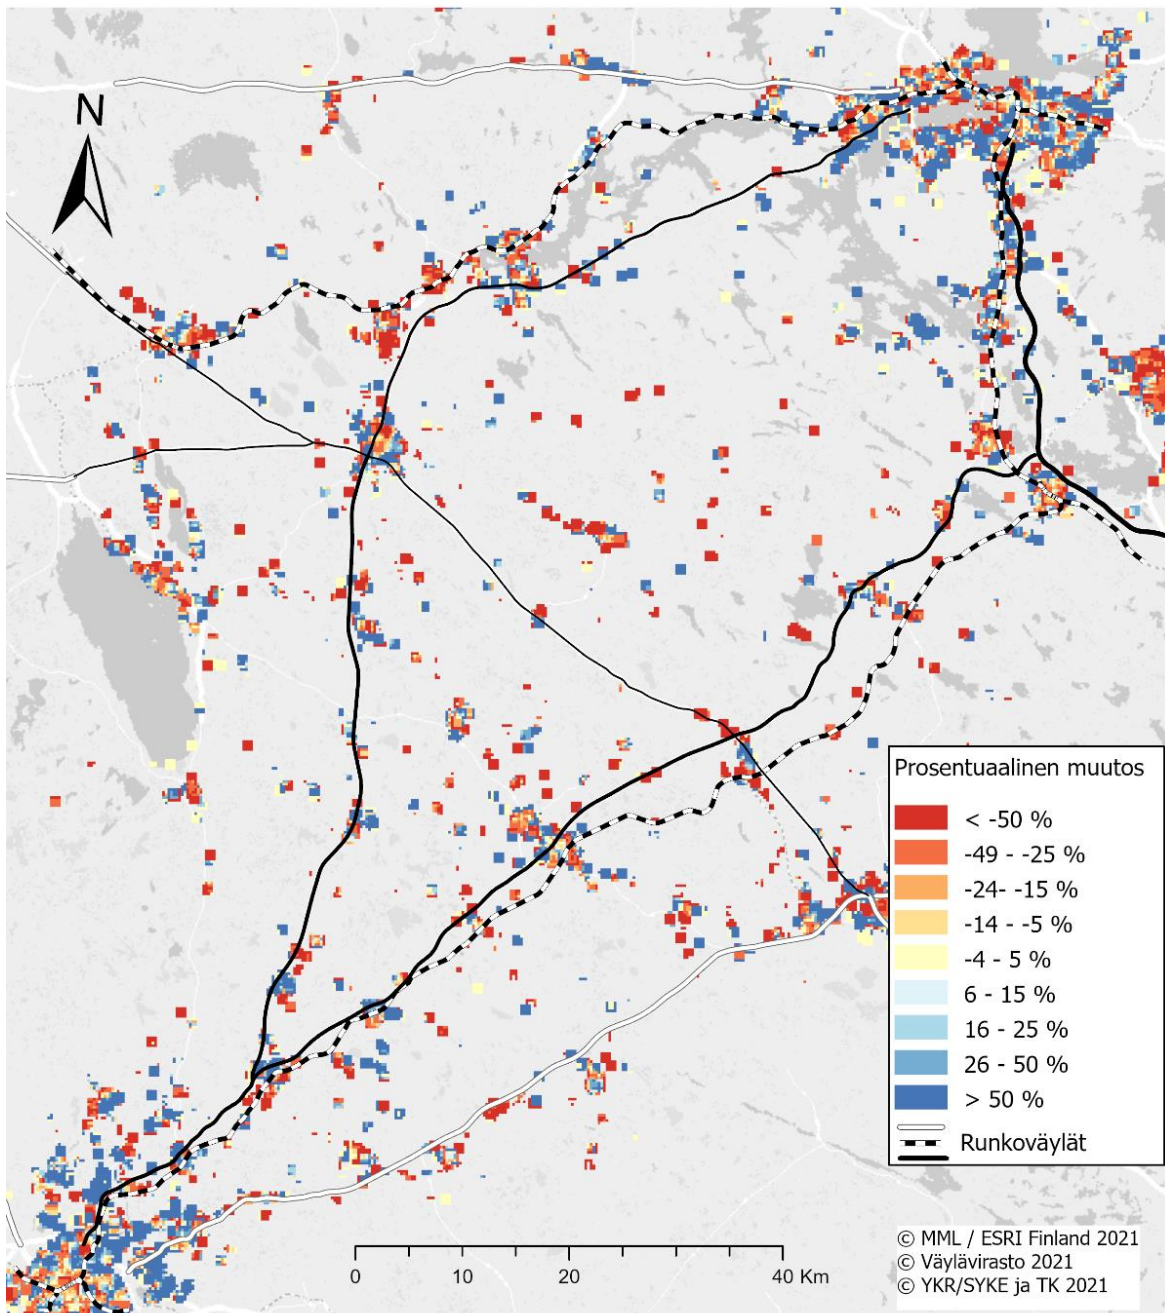 N
Prosentuaalinen muutos
< -50 %
-49 - -25 %
-24- -15 %
-14 - -5 %
-4 - 5 %
6 - 15 %
16 - 25 %
26 - 50 %
> 50 %
Runkoväylät
0 10 20 40 Km
© MML / ESRI Finland 2021
© Väylävirasto 2021
© YKR/SYKE ja TK 2021